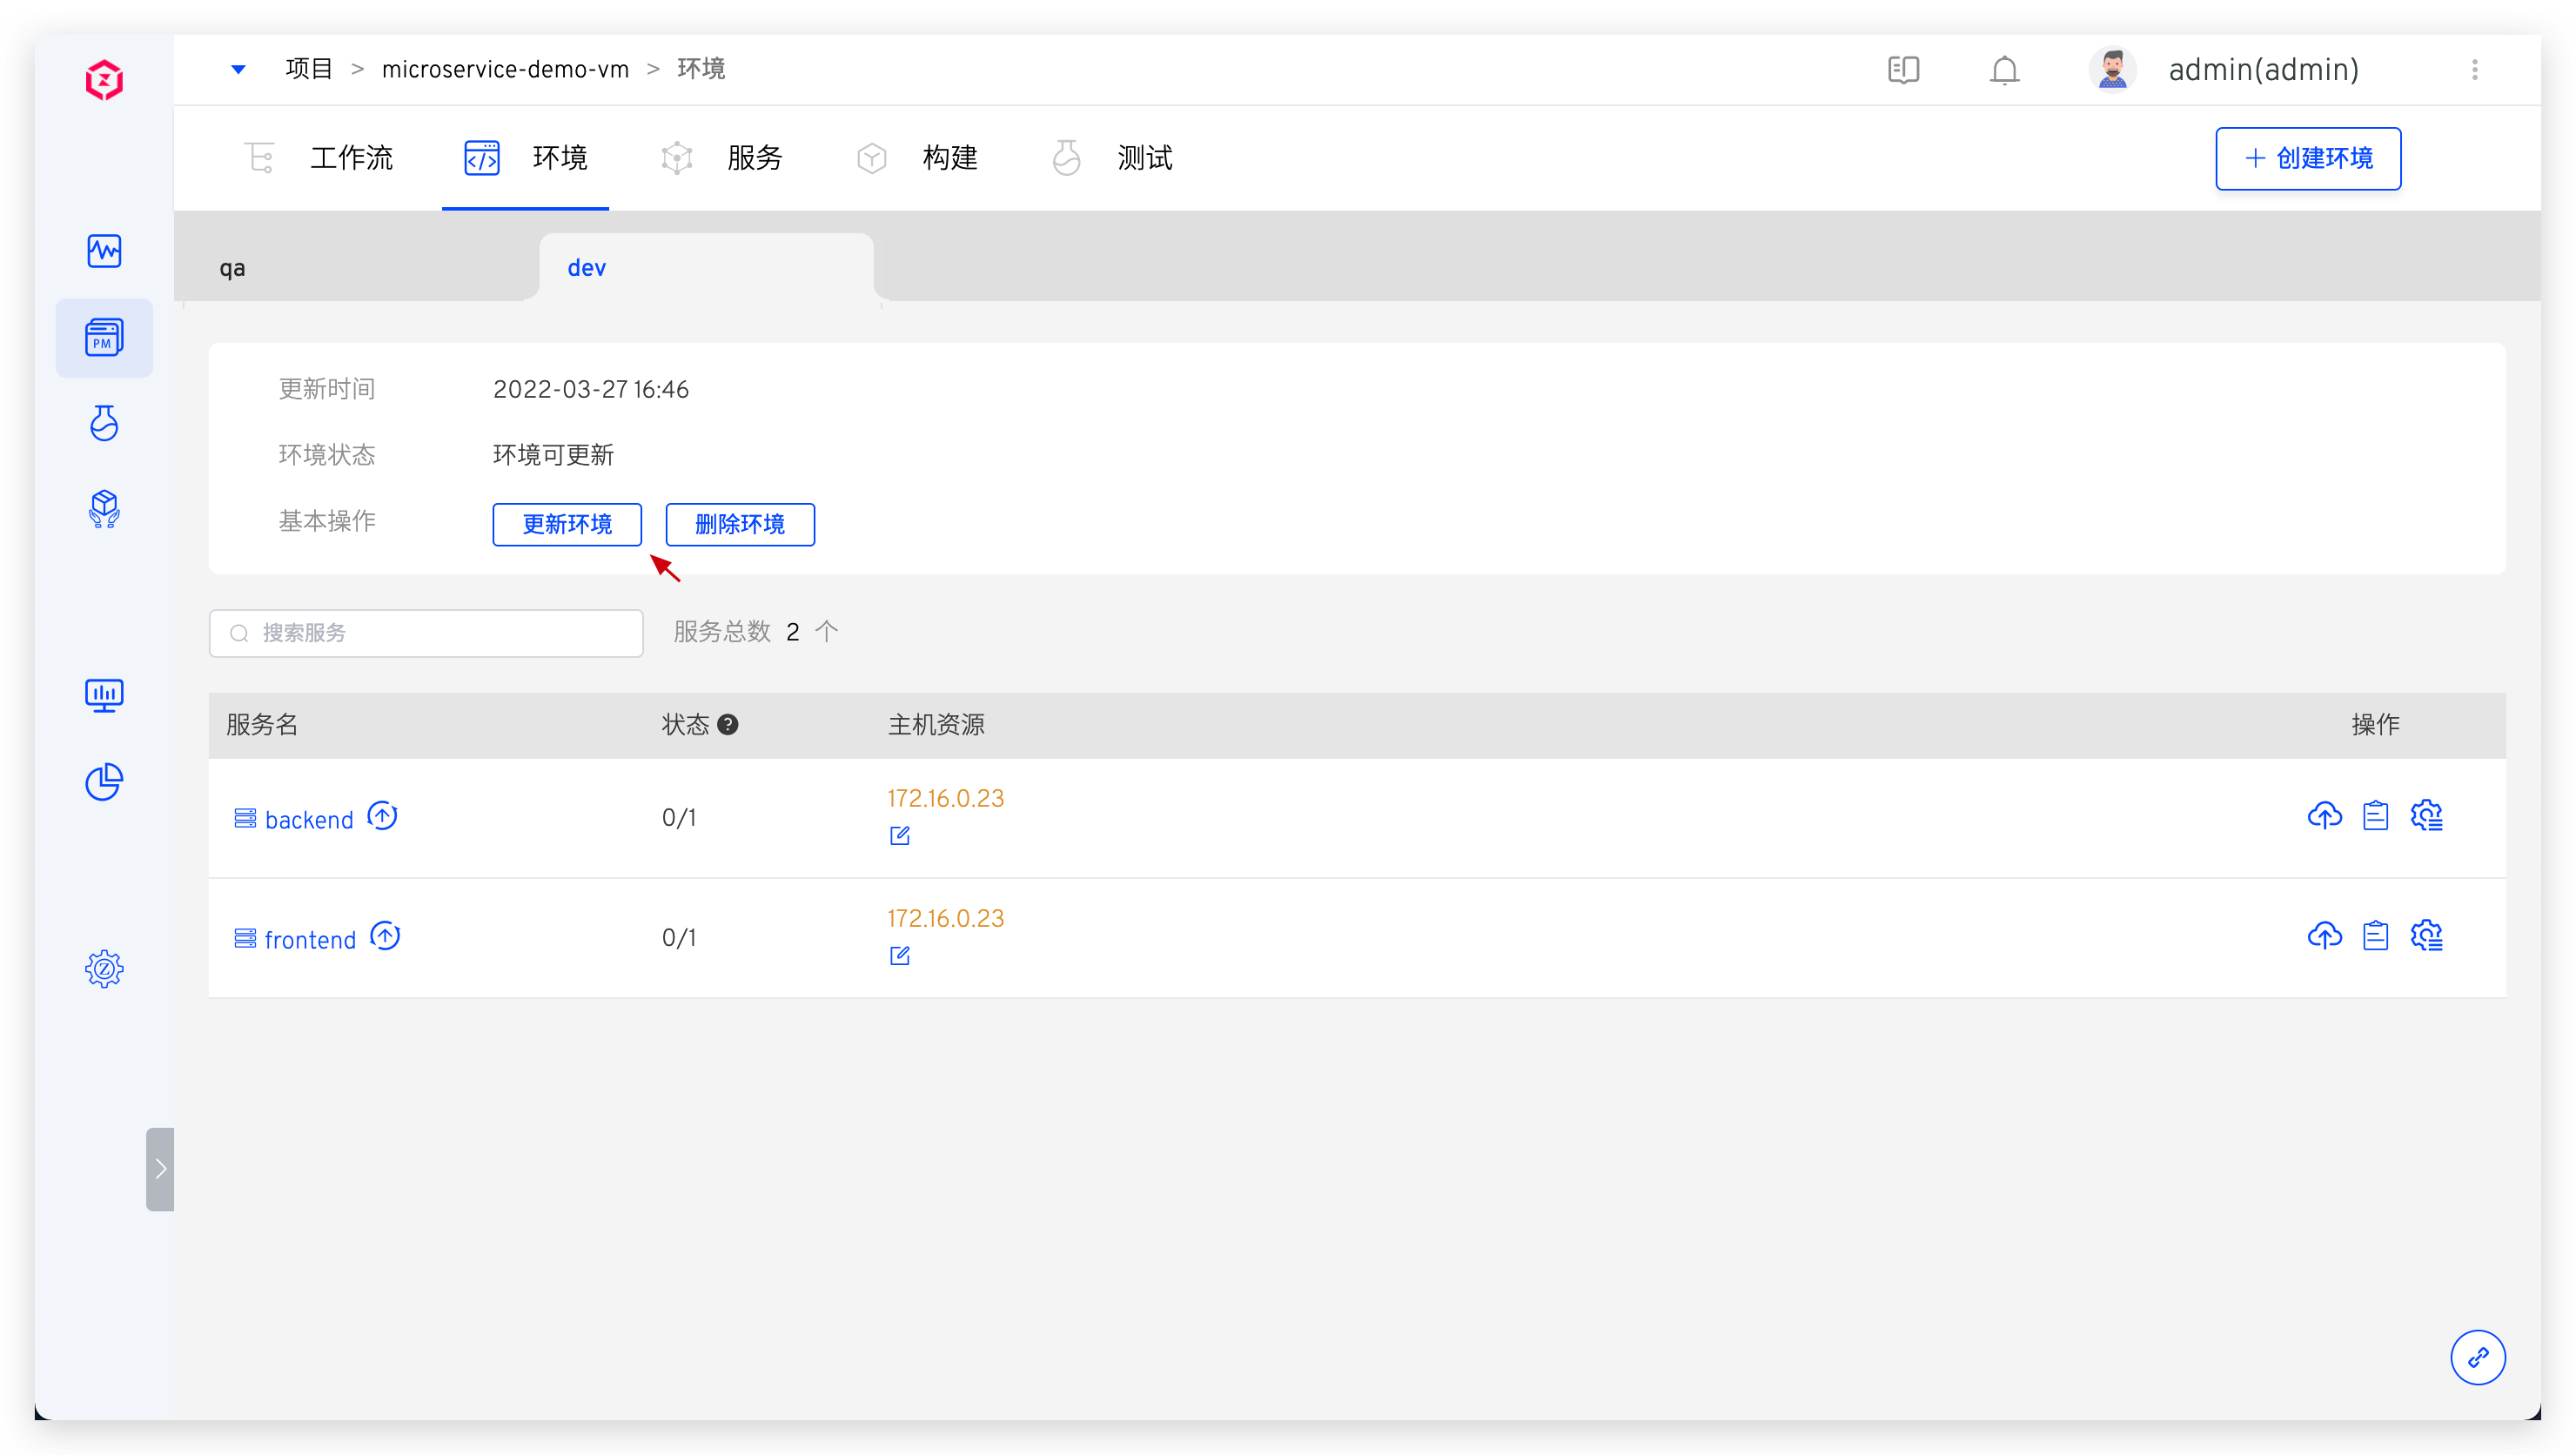 项目 > microservice-demo-vm > 环境
admin(admin)
工作流
环境
服务
构建
测试
+ 创建环境
qa
dev
PM
更新时间 2022-03-27 16:46
环境状态 环境可更新
基本操作 更新环境 删除环境
搜索服务
服务总数 2 个
服务名 状态 ? 主机资源 操作
backend 0/1 172.16.0.23
frontend 0/1 172.16.0.23